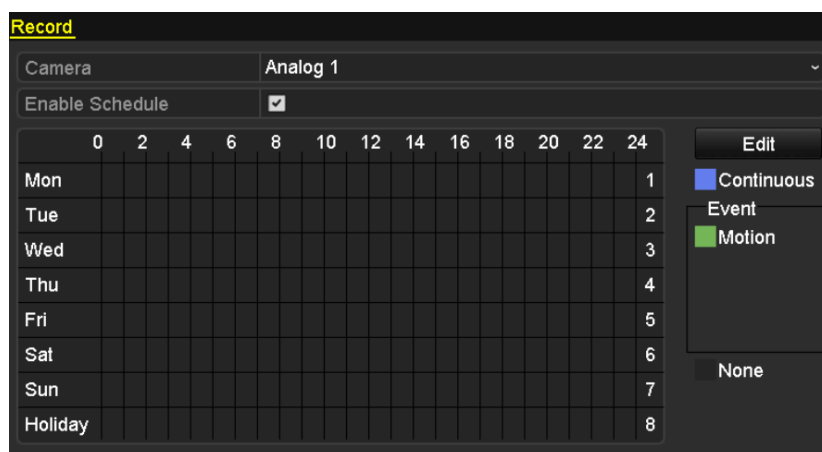 Record
Camera Analog 1
Enable Schedule
0 2 4 6 8 10 12 14 16 18 20 22 24
Edit
Mon 1
Continuous
Tue 2
Event
Motion
Wed 3
Thu 4
Fri 5
Sat 6
None
Sun 7
Holiday 8